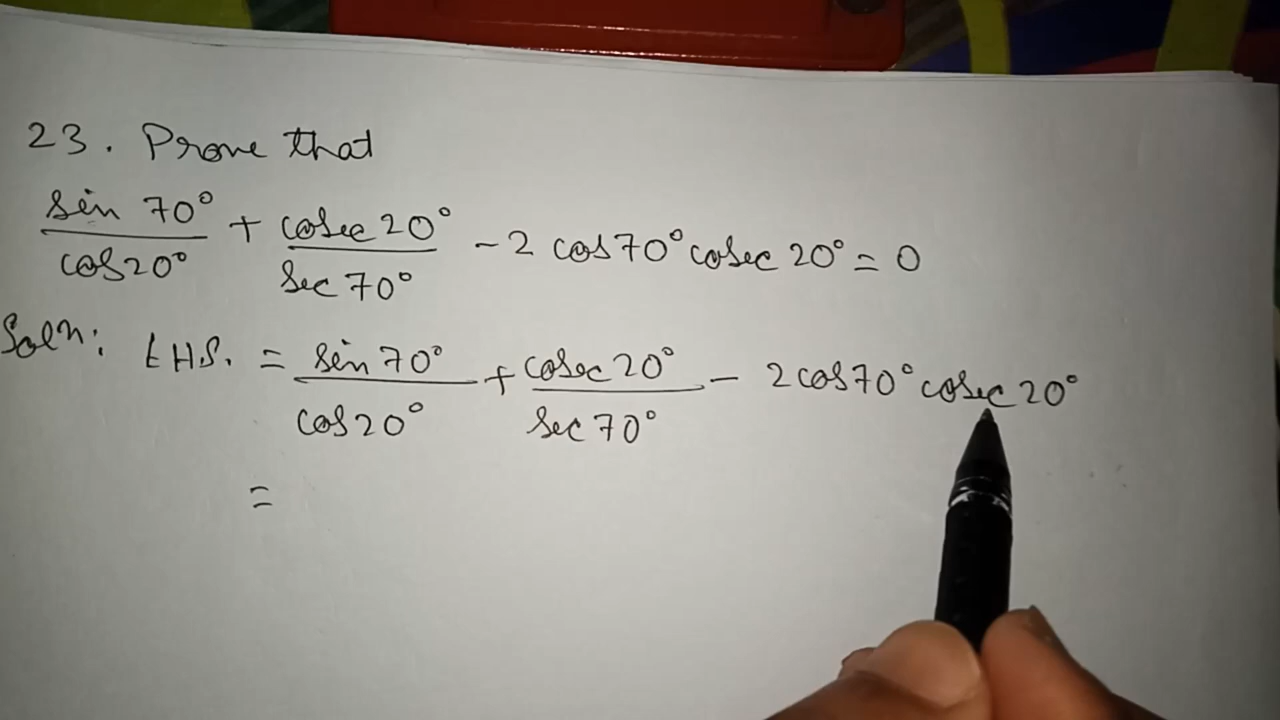 23. Prove that
sin 70° / cos 20° + cosec 20° / sec 70° - 2 cos 70° cosec 20° = 0
Soln: LHS. = sin 70° / cos 20° + cosec 20° / sec 70° - 2 cos 70° cosec 20°
=